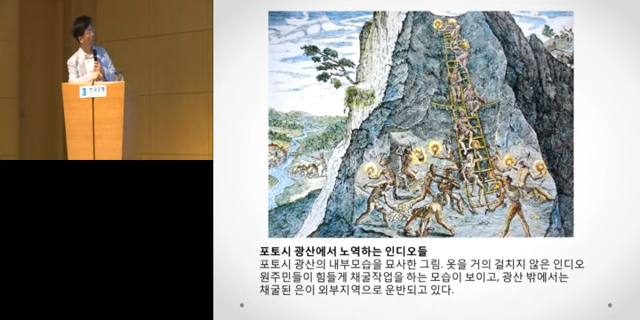 한국은행
포토시 광산에서 노역하는 인디오들
포토시 광산의 내부모습을 묘사한 그림. 옷을 거의 걸치지 않은 인디오
원주민들이 힘들게 채굴작업을 하는 모습이 보이고, 광산 밖에서는
채굴된 은이 외부지역으로 운반되고 있다.